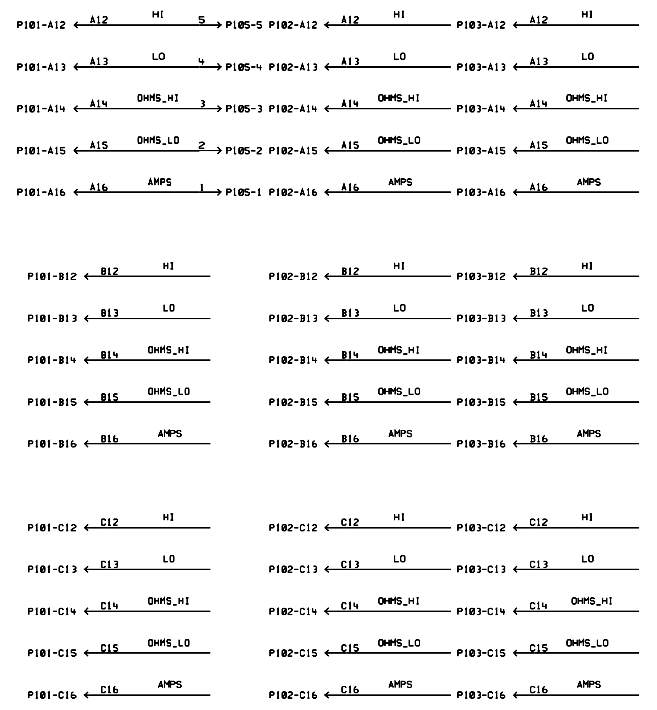 P101-A12 A12 HI 5 P105-5 P102-A12 A12 HI P103-A12 A12 HI
P101-A13 A13 LO 4 P105-4 P102-A13 A13 LO P103-A13 A13 LO
P101-A14 A14 OHMS_HI 3 P105-3 P102-A14 A14 OHMS_HI P103-A14 A14 OHMS_HI
P101-A15 A15 OHMS_LO 2 P105-2 P102-A15 A15 OHMS_LO P103-A15 A15 OHMS_LO
P101-A16 A16 AMPS 1 P105-1 P102-A16 A16 AMPS P103-A16 A16 AMPS
P101-B12 B12 HI P102-B12 B12 HI P103-B12 B12 HI
P101-B13 B13 LO P102-B13 B13 LO P103-B13 B13 LO
P101-B14 B14 OHMS_HI P102-B14 B14 OHMS_HI P103-B14 B14 OHMS_HI
P101-B15 B15 OHMS_LO P102-B15 B15 OHMS_LO P103-B15 B15 OHMS_LO
P101-B16 B16 AMPS P102-B16 B16 AMPS P103-B16 B16 AMPS
P101-C12 C12 HI P102-C12 C12 HI P103-C12 C12 HI
P101-C13 C13 LO P102-C13 C13 LO P103-C13 C13 LO
P101-C14 C14 OHMS_HI P102-C14 C14 OHMS_HI P103-C14 C14 OHMS_HI
P101-C15 C15 OHMS_LO P102-C15 C15 OHMS_LO P103-C15 C15 OHMS_LO
P101-C16 C16 AMPS P102-C16 C16 AMPS P103-C16 C16 AMPS